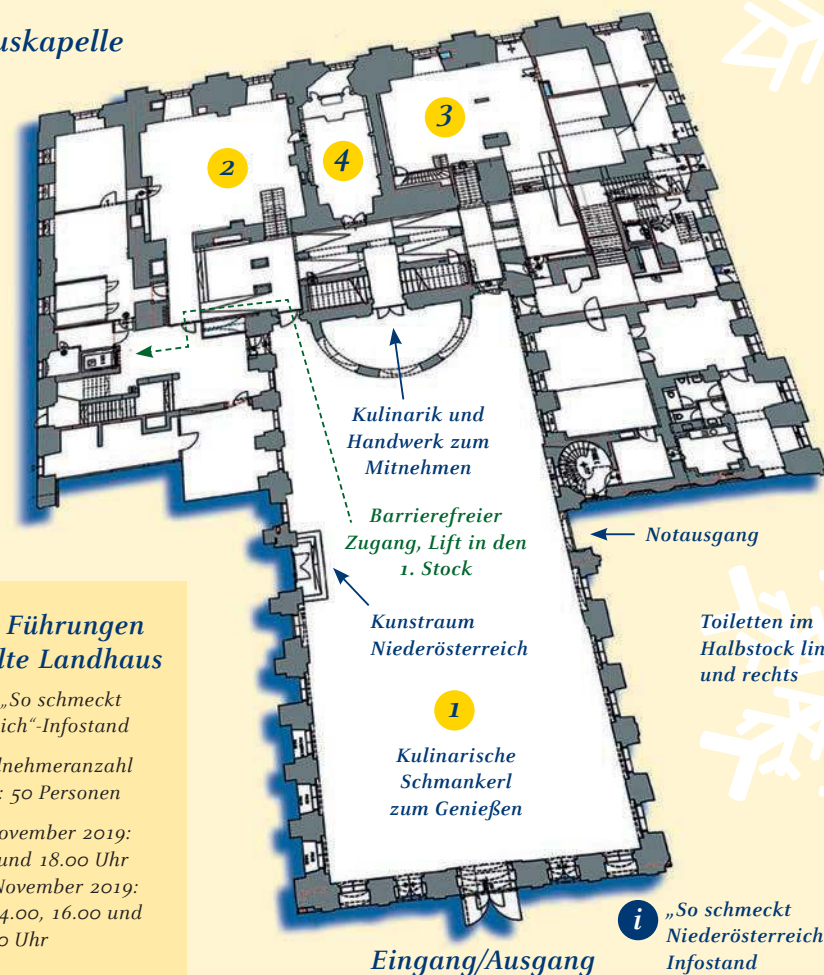 uskapelle
3
2
4
Kulinarik und
Handwerk zum
Mitnehmen
Barrierefreier
Zugang, Lift in den
1. Stock
Notausgang
Kunstraum
Niederösterreich
Toiletten im
Halbstock lin
und rechts
1
Kulinarische
Schmankerl
zum Genießen
Führungen
lte Landhaus
„So schmeckt
ich“-Infostand
lnehmeranzahl
: 50 Personen
ovember 2019:
und 18.00 Uhr
November 2019:
4.00, 16.00 und
0 Uhr
Eingang/Ausgang
i
„So schmeckt
Niederösterreich
Infostand